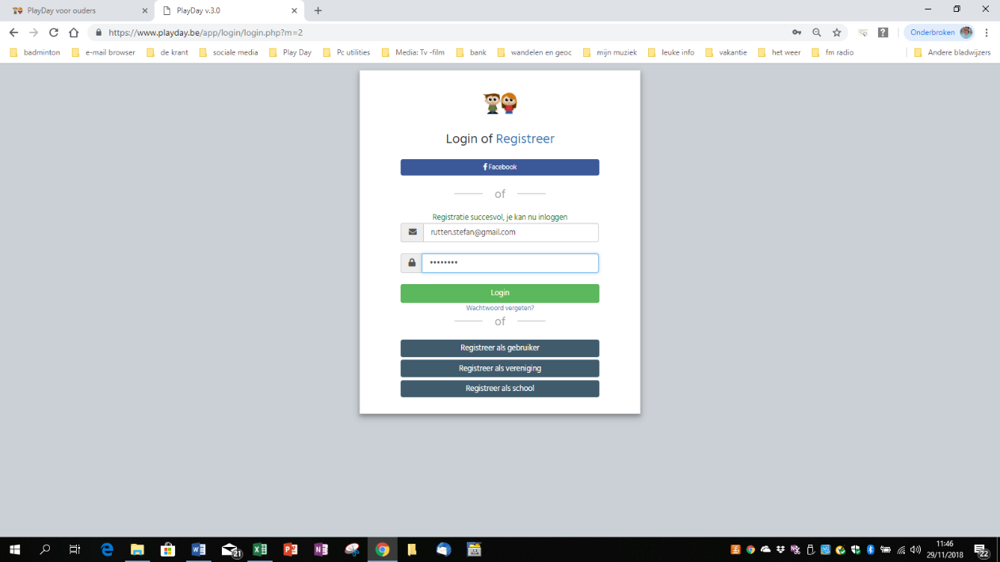 PlayDay voor ouders
PlayDay v.3.0
https://www.playday.be/app/login/login.php?m=2
Onderbroken
badminton
e-mail browser
de krant
sociale media
Play Day
Pc utilities
Media: Tv -film
bank
wandelen en geoc
mijn muziek
leuke info
vakantie
het weer
fm radio
Andere bladwijzers
Login of Registreer
Facebook
of
Registratie succesvol, je kan nu inloggen
rutten.stefan@gmail.com
••••••••
Login
Wachtwoord vergeten?
of
Registreer als gebruiker
Registreer als vereniging
Registreer als school
21
11:46
29/11/2018
22